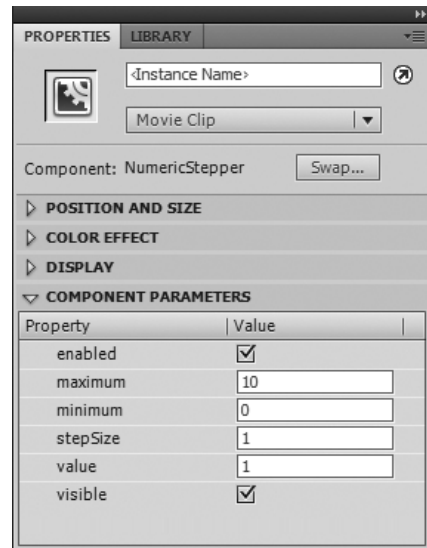 PROPERTIES LIBRARY
<Instance Name>
Movie Clip
Component: NumericStepper Swap...
POSITION AND SIZE
COLOR EFFECT
DISPLAY
COMPONENT PARAMETERS
Property Value
enabled
maximum 10
minimum 0
stepSize 1
value 1
visible